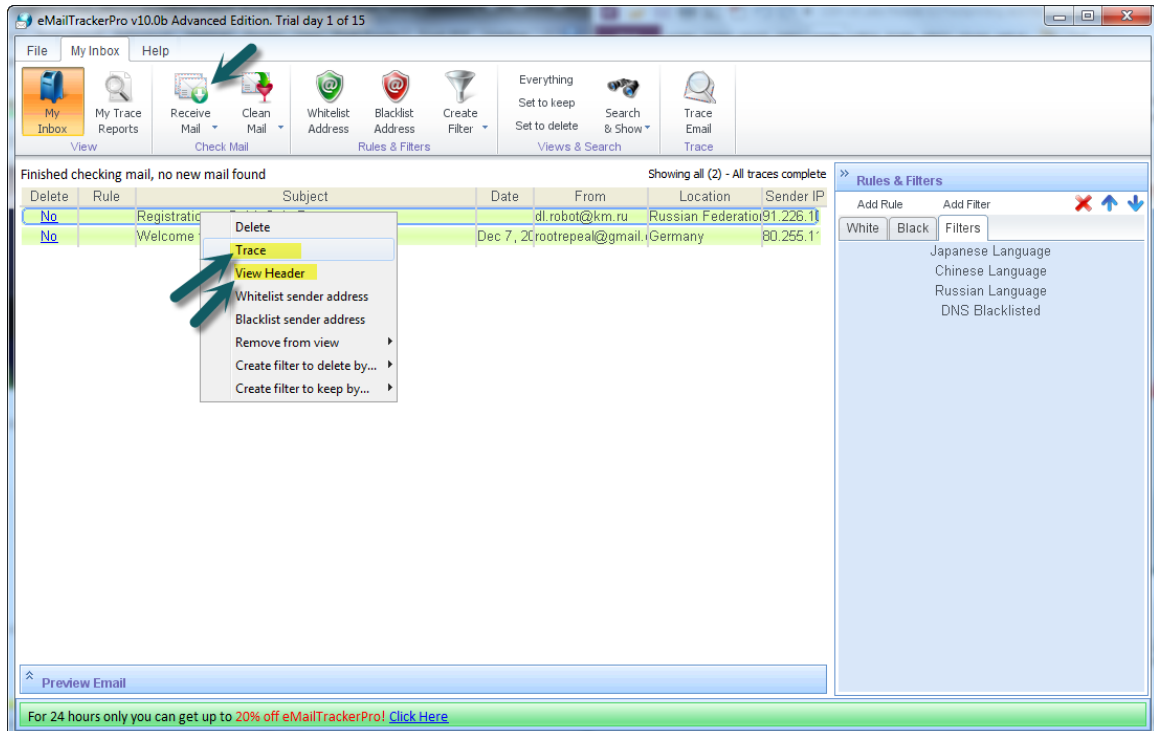 eMailTrackerPro v10.0b Advanced Edition. Trial day 1 of 15
File My Inbox Help
My Inbox
My Trace Reports
Receive Mail
Clean Mail
Whitelist Address
Blacklist Address
Create Filter
Everything
Set to keep
Set to delete
Search & Show
Trace Email
View Check Mail Rules & Filters Views & Search Trace
Finished checking mail, no new mail found Showing all (2) - All traces complete
Delete Rule Subject Date From Location Sender IP
No Registratio dl.robot@km.ru Russian Federatio 91.226.1
No Welcome Dec 7, 20 rootrepeal@gmail. Germany 80.255.1
Delete
Trace
View Header
Whitelist sender address
Blacklist sender address
Remove from view
Create filter to delete by...
Create filter to keep by...
Rules & Filters
Add Rule Add Filter
White Black Filters
Japanese Language
Chinese Language
Russian Language
DNS Blacklisted
Preview Email
For 24 hours only you can get up to 20% off eMailTrackerPro! Click Here